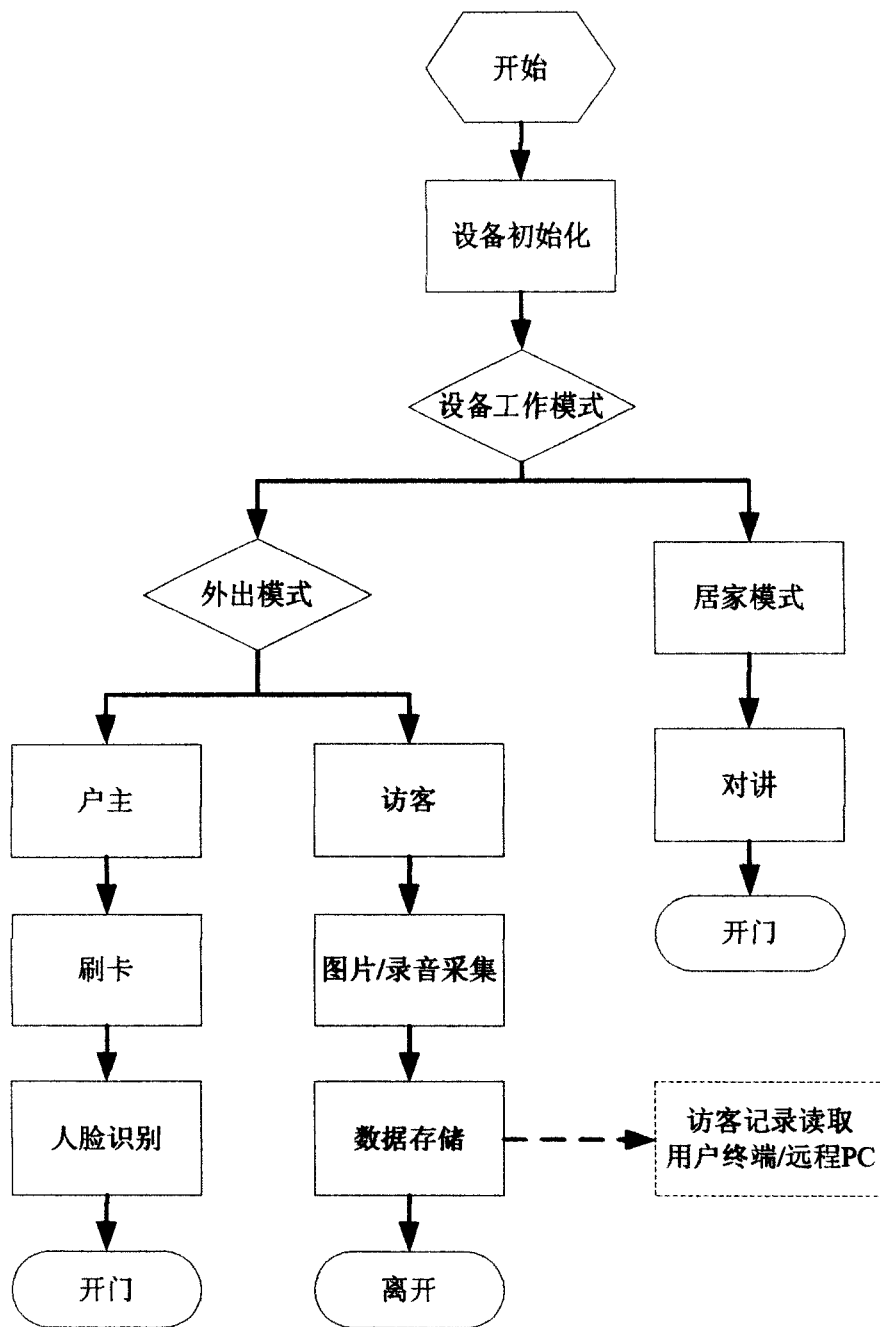 开始
设备初始化
设备工作模式
外出模式
居家模式
户主
访客
对讲
刷卡
图片/录音采集
开门
人脸识别
数据存储
访客记录读取
用户终端/远程PC
开门
离开